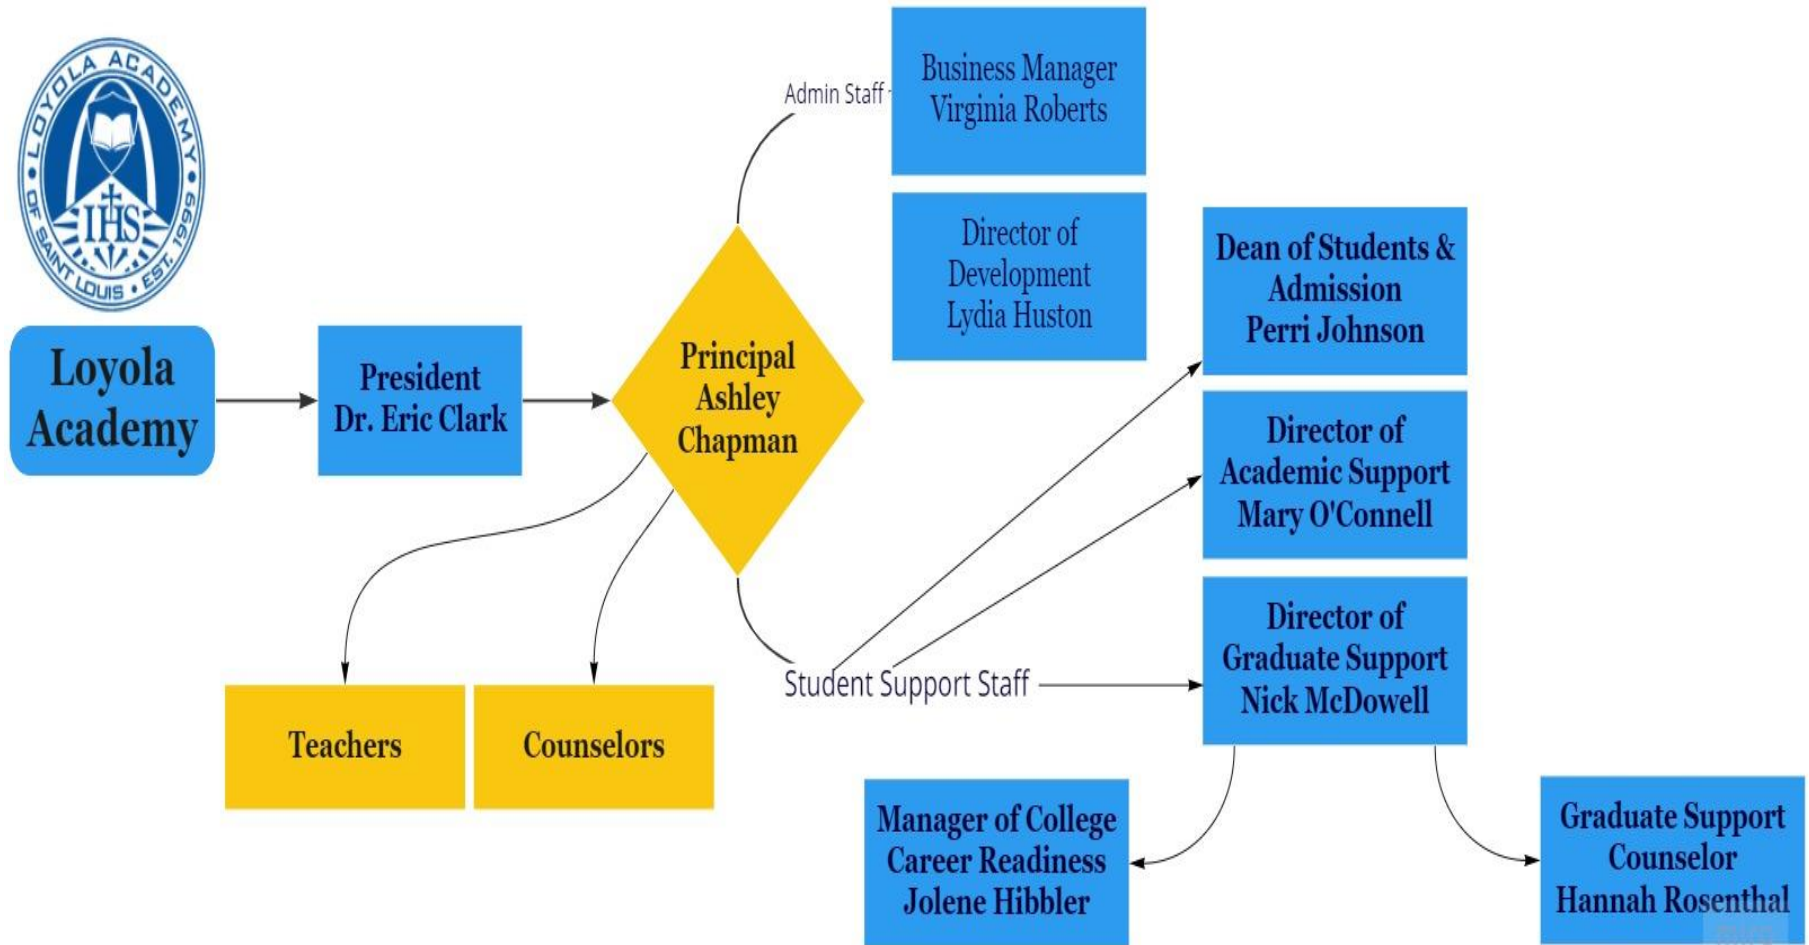 LOYOLA ACADEMY
OF SAINT LOUIS • EST. 1999
IHS
Loyola
Academy
President
Dr. Eric Clark
Principal
Ashley
Chapman
Admin Staff
Business Manager
Virginia Roberts
Director of
Development
Lydia Huston
Dean of Students &
Admission
Perri Johnson
Director of
Academic Support
Mary O'Connell
Director of
Graduate Support
Nick McDowell
Student Support Staff
Teachers
Counselors
Manager of College
Career Readiness
Jolene Hibbler
Graduate Support
Counselor
Hannah Rosenthal